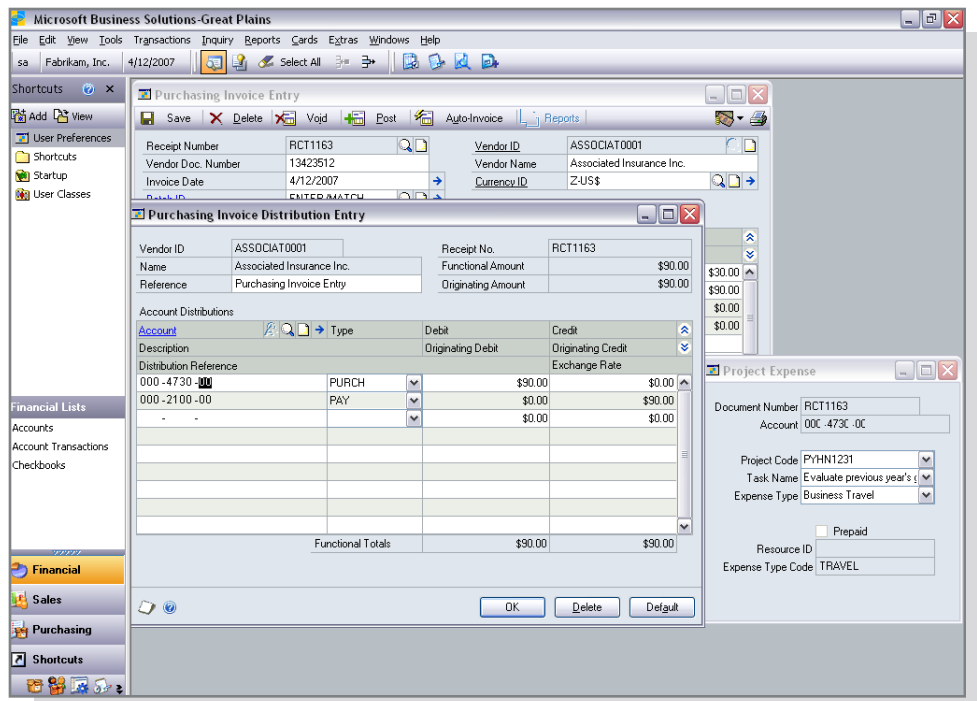 Microsoft Business Solutions-Great Plains
File Edit View Tools Transactions Inquiry Reports Cards Extras Windows Help
sa Fabrikam, Inc. 4/12/2007 Select All
Shortcuts
Add View
User Preferences
Shortcuts
Startup
User Classes
Financial Lists
Accounts
Account Transactions
Checkbooks
Financial
Sales
Purchasing
Shortcuts
Purchasing Invoice Entry
Save Delete Void Post Auto-Invoice Reports
Receipt Number RCT1163 Vendor ID ASSOCIAT0001
Vendor Doc. Number 13423512 Vendor Name Associated Insurance Inc.
Invoice Date 4/12/2007 Currency ID Z-US$
Batch ID ENTER/MATCH
$30.00
$90.00
$0.00
$0.00
Purchasing Invoice Distribution Entry
Vendor ID ASSOCIAT0001 Receipt No. RCT1163
Name Associated Insurance Inc. Functional Amount $90.00
Reference Purchasing Invoice Entry Originating Amount $90.00
Account Distributions
Account Type Debit Credit
Description Originating Debit Originating Credit
Distribution Reference Exchange Rate
000 -4730 -00 PURCH $90.00 $0.00
000 -2100 -00 PAY $0.00 $90.00
- - $0.00 $0.00
Functional Totals $90.00 $90.00
OK Delete Default
Project Expense
Document Number RCT1163
Account 000 -4730 -00
Project Code PYHN1231
Task Name Evaluate previous year's
Expense Type Business Travel
Prepaid
Resource ID
Expense Type Code TRAVEL